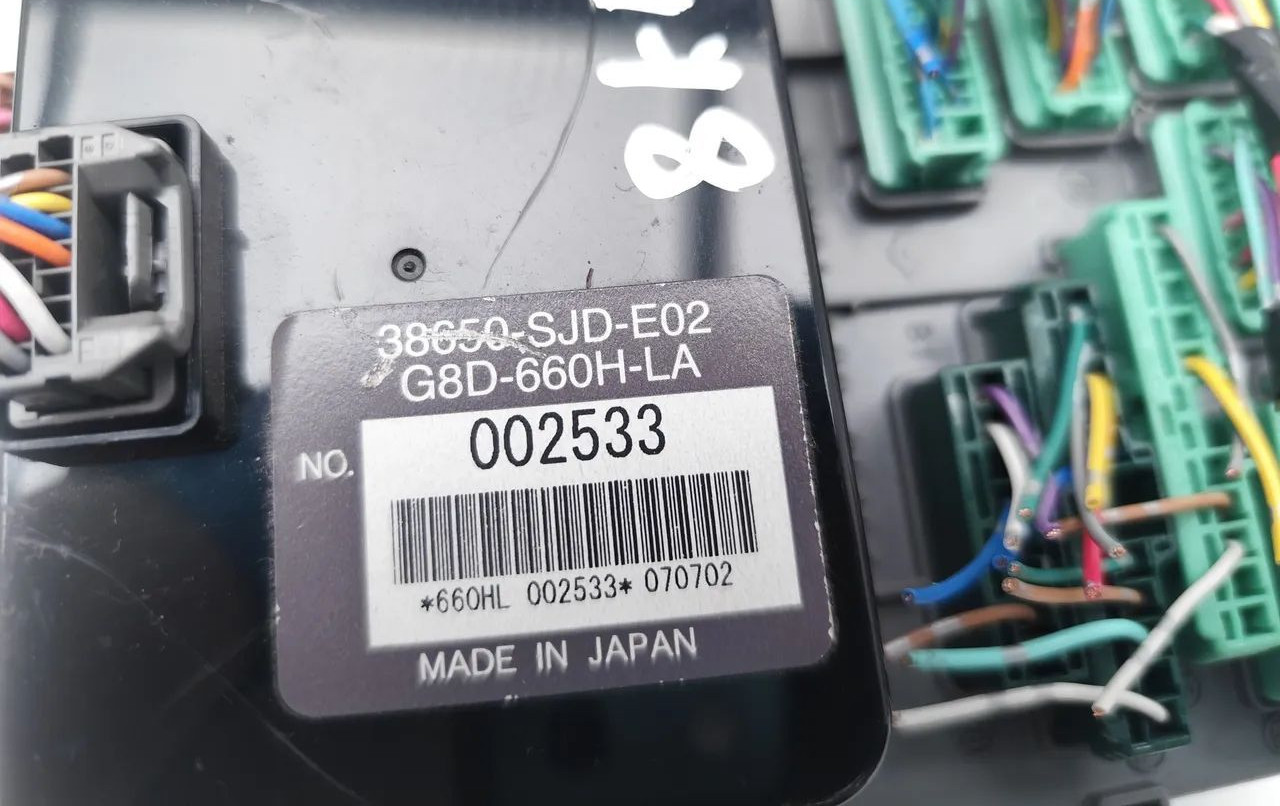 38650-SJD-E02
G8D-660H-LA
NO.
002533
*660HL 002533* 070702
MADE IN JAPAN